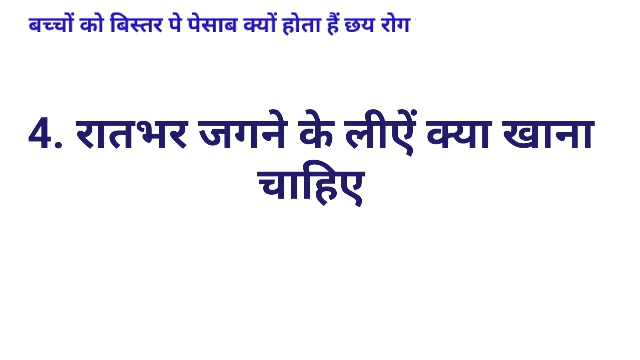 बच्चों को बिस्तर पे पेसाब क्यों होता हैं छय रोग
4. रातभर जगने के लीऐं क्या खाना
चाहिए